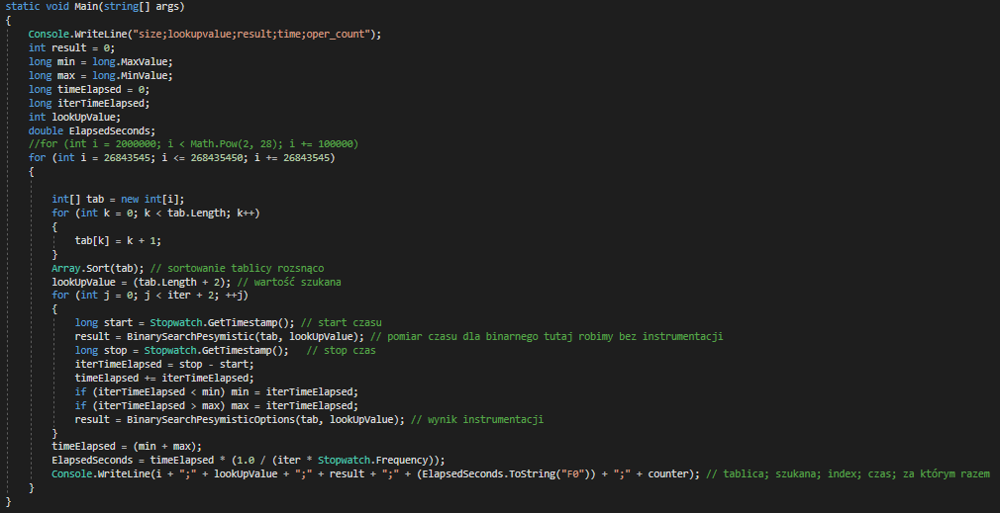 static void Main(string[] args)
{
Console.WriteLine("size;lookupvalue;result;time;oper_count");
int result = 0;
long min = long.MaxValue;
long max = long.MinValue;
long timeElapsed = 0;
long iterTimeElapsed;
int lookUpValue;
double ElapsedSeconds;
//for (int i = 2000000; i < Math.Pow(2, 28); i += 100000)
for (int i = 26843545; i <= 268435450; i += 26843545)
{
int[] tab = new int[i];
for (int k = 0; k < tab.Length; k++)
{
tab[k] = k + 1;
}
Array.Sort(tab); // sortowanie tablicy rozsnąco
lookUpValue = (tab.Length + 2); // wartość szukana
for (int j = 0; j < iter + 2; ++j)
{
long start = Stopwatch.GetTimestamp(); // start czasu
result = BinarySearchPesymistic(tab, lookUpValue); // pomiar czasu dla binarnego tutaj robimy bez instrumentacji
long stop = Stopwatch.GetTimestamp(); // stop czas
iterTimeElapsed = stop - start;
timeElapsed += iterTimeElapsed;
if (iterTimeElapsed < min) min = iterTimeElapsed;
if (iterTimeElapsed > max) max = iterTimeElapsed;
result = BinarySearchPesymisticOptions(tab, lookUpValue); // wynik instrumentacji
}
timeElapsed = (min + max);
ElapsedSeconds = timeElapsed * (1.0 / (iter * Stopwatch.Frequency));
Console.WriteLine(i + ";" + lookUpValue + ";" + result + ";" + (ElapsedSeconds.ToString("F0")) + ";" + counter); // tablica; szukana; index; czas; za którym razem
}
}